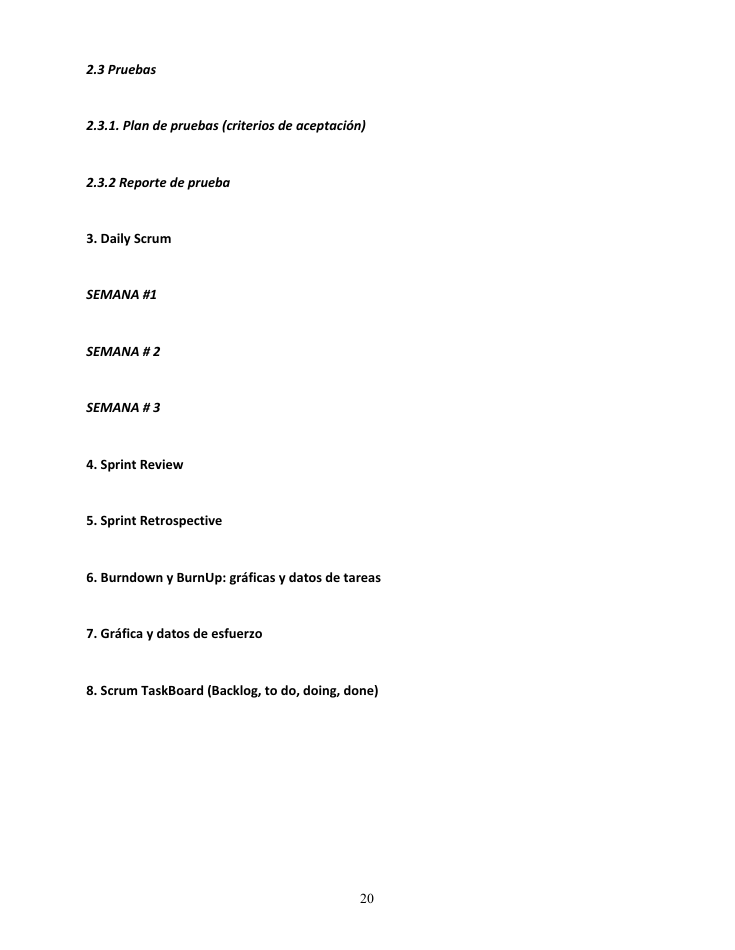 2.3 Pruebas
2.3.1. Plan de pruebas (criterios de aceptación)
2.3.2 Reporte de prueba
3. Daily Scrum
SEMANA #1
SEMANA # 2
SEMANA # 3
4. Sprint Review
5. Sprint Retrospective
6. Burndown y BurnUp: gráficas y datos de tareas
7. Gráfica y datos de esfuerzo
8. Scrum TaskBoard (Backlog, to do, doing, done)
20